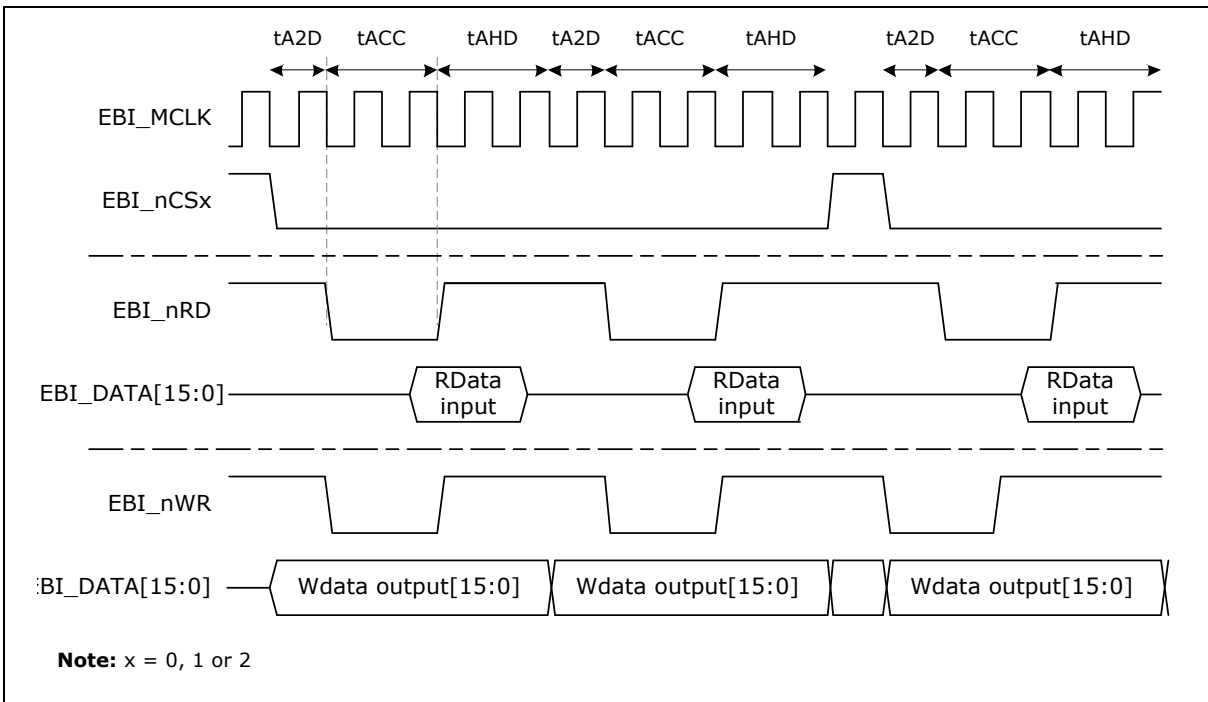 tA2D tACC tAHD tA2D tACC tAHD tA2D tACC tAHD
EBI_MCLK
EBI_nCSx
EBI_nRD
EBI_DATA[15:0]
RData input
RData input
RData input
EBI_nWR
:BI_DATA[15:0]
Wdata output[15:0] Wdata output[15:0] Wdata output[15:0]
Note: x = 0, 1 or 2